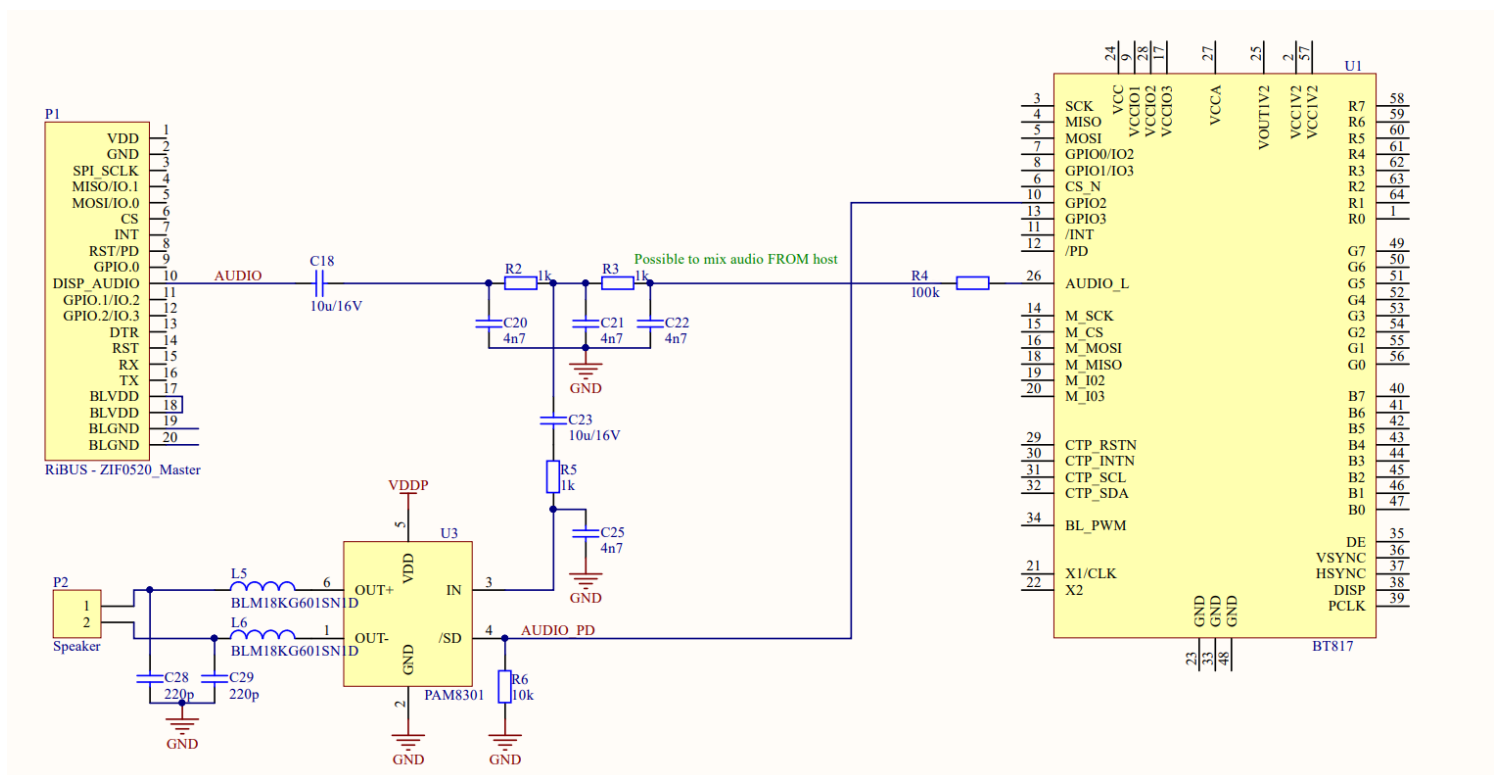 P1
VDD 1
GND 2
SPI_SCLK 3
MISO/IO.1 4
MOSI/IO.0 5
CS 6
INT 7
RST/PD 8
GPIO.0 9
DISP_AUDIO 10
GPIO.1/IO.2 11
GPIO.2/IO.3 12
DTR 13
RST 14
RX 15
TX 16
BLVDD 17
BLVDD 18
BLGND 19
BLGND 20
RiBUS - ZIF0520_Master
AUDIO
C18
10u/16V
R2
1k
R3
1k
Possible to mix audio FROM host
C20
4n7
C21
4n7
C22
4n7
GND
R4
100k
C23
10u/16V
R5
1k
C25
4n7
GND
VDDP
5
U3
VDD
6 OUT+
1 OUT-
IN 3
/SD 4
GND
2
PAM8301
GND
AUDIO_PD
R6
10k
GND
P2
1
2
Speaker
L5
BLM18KG601SN1D
L6
BLM18KG601SN1D
C28
220p
C29
220p
GND
U1
24 VCC
9 VCCIO1
28 VCCIO2
17 VCCIO3
27 VCCA
25 VOUT1V2
2 VCC1V2
57 VCC1V2
3 SCK
4 MISO
5 MOSI
7 GPIO0/IO2
8 GPIO1/IO3
6 CS_N
10 GPIO2
13 GPIO3
11 /INT
12 /PD
26 AUDIO_L
14 M_SCK
15 M_CS
16 M_MOSI
18 M_MISO
19 M_I02
20 M_I03
29 CTP_RSTN
30 CTP_INTN
31 CTP_SCL
32 CTP_SDA
34 BL_PWM
21 X1/CLK
22 X2
R7 58
R6 59
R5 60
R4 61
R3 62
R2 63
R1 64
R0 1
G7 49
G6 50
G5 51
G4 52
G3 53
G2 54
G1 55
G0 56
B7 40
B6 41
B5 42
B4 43
B3 44
B2 45
B1 46
B0 47
DE 35
VSYNC 36
HSYNC 37
DISP 38
PCLK 39
GND 23
GND 33
GND 48
BT817